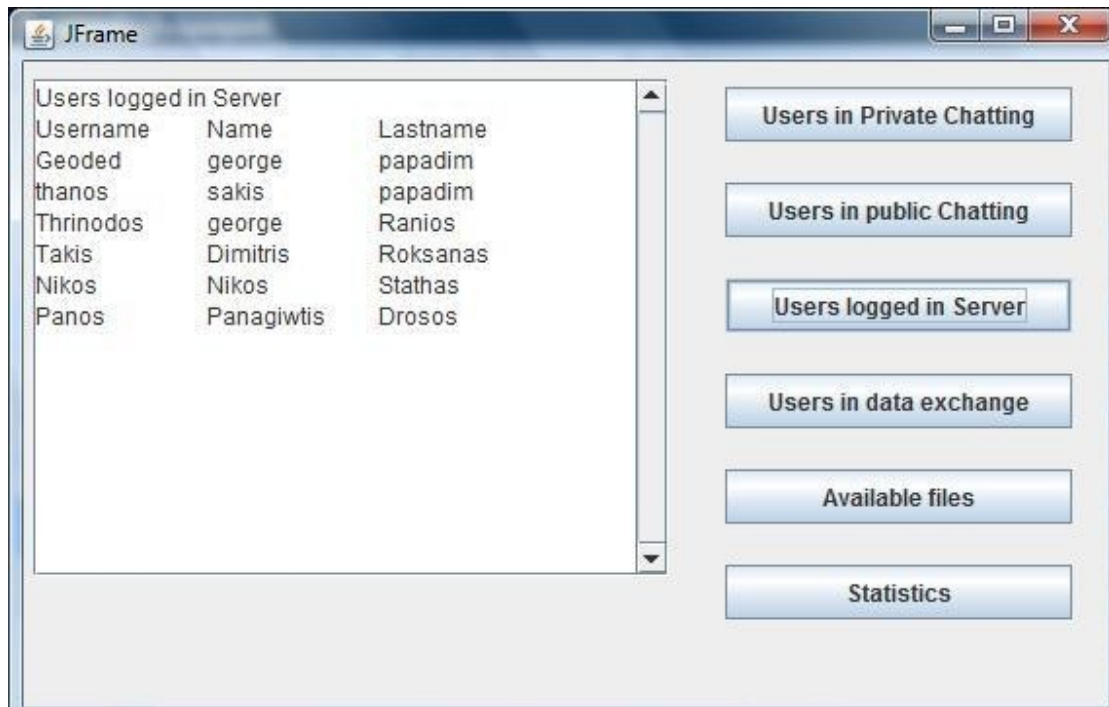 JFrame
Users logged in Server
Username Name Lastname
Geoded george papadim
thanos sakis papadim
Thrinodos george Ranios
Takis Dimitris Roksanas
Nikos Nikos Stathas
Panos Panagiwtis Drosos
Users in Private Chatting
Users in public Chatting
Users logged in Server
Users in data exchange
Available files
Statistics